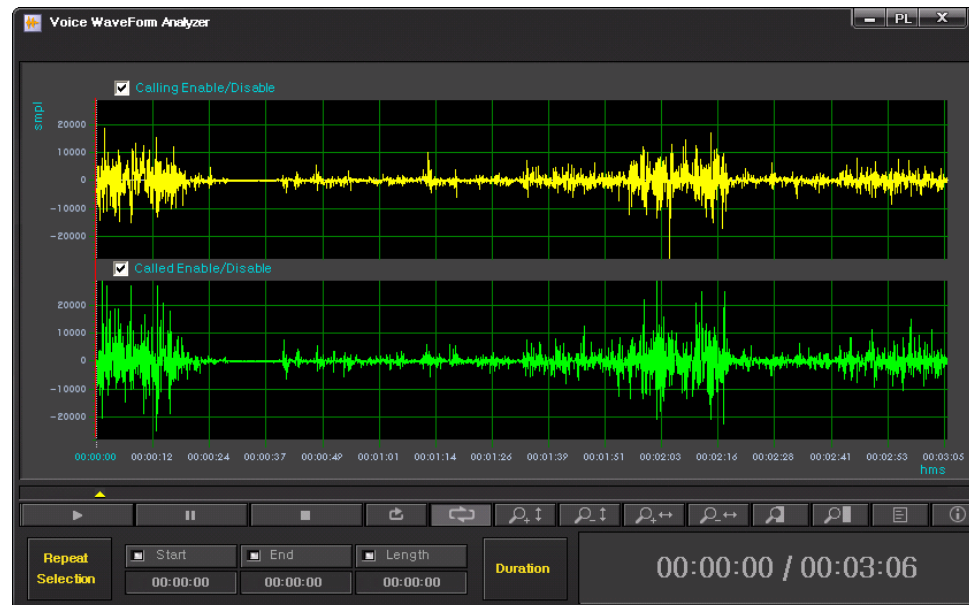 Voice WaveForm Analyzer
PL X
Calling Enable/Disable
smpl
20000
10000
0
-10000
-20000
Called Enable/Disable
20000
10000
0
-10000
-20000
00:00:00 00:00:12 00:00:24 00:00:37 00:00:49 00:01:01 00:01:14 00:01:26 00:01:39 00:01:51 00:02:03 00:02:16 00:02:28 00:02:41 00:02:53 00:03:05
hms
Repeat Selection
Start
End
Length
00:00:00
00:00:00
00:00:00
Duration
00:00:00 / 00:03:06